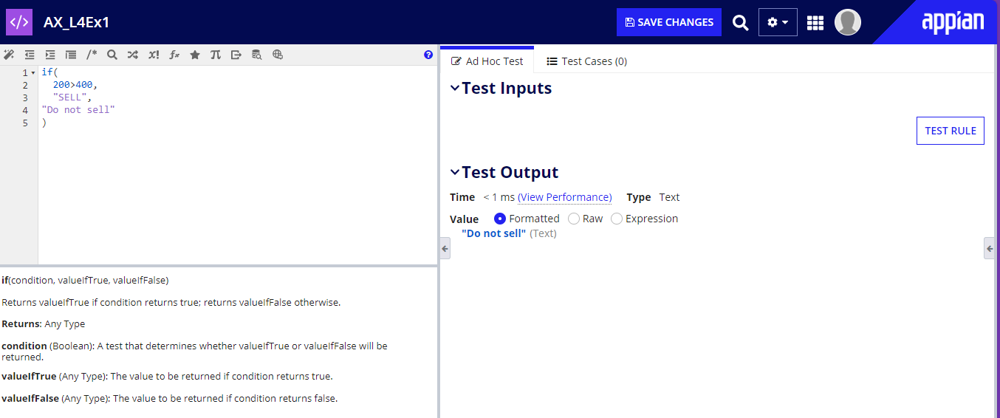 </> AX_L4Ex1
SAVE CHANGES
appian
/*
x!
fx
π
?
1 if(
2 200>400,
3 "SELL",
4 "Do not sell"
5 )
if(condition, valueIfTrue, valueIfFalse)
Returns valueIfTrue if condition returns true; returns valueIfFalse otherwise.
Returns: Any Type
condition (Boolean): A test that determines whether valueIfTrue or valueIfFalse will be
returned.
valueIfTrue (Any Type): The value to be returned if condition returns true.
valueIfFalse (Any Type): The value to be returned if condition returns false.
Ad Hoc Test Test Cases (0)
Test Inputs
TEST RULE
Test Output
Time < 1 ms (View Performance) Type Text
Value Formatted Raw Expression
"Do not sell" (Text)